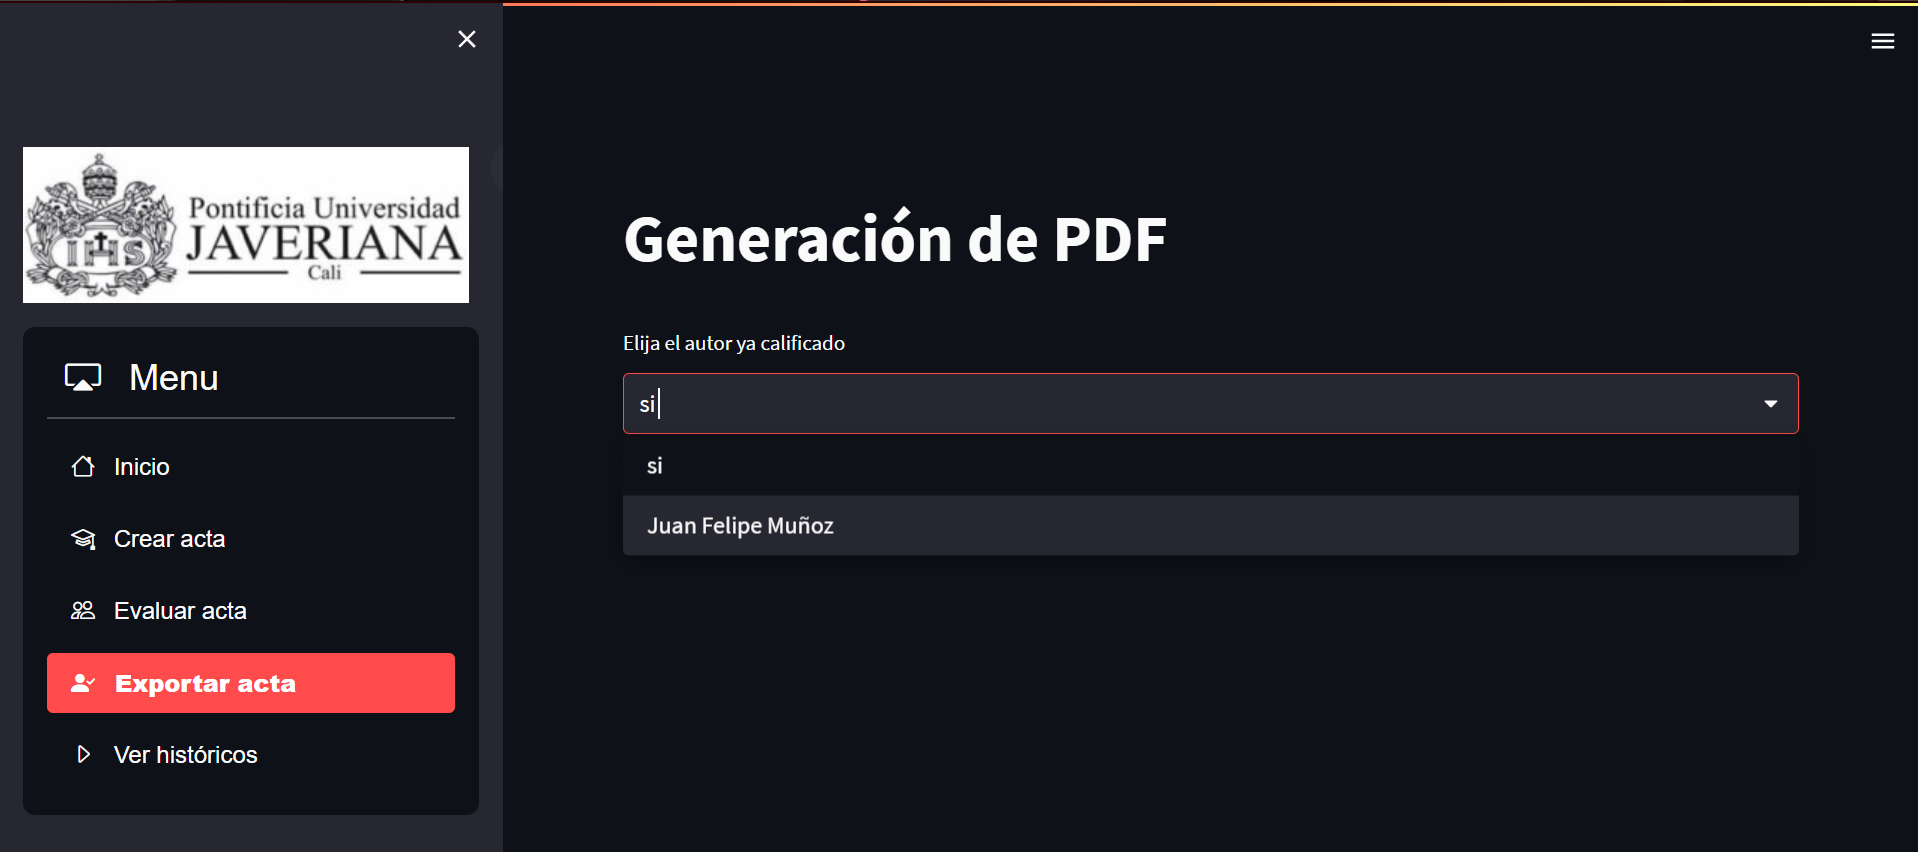 IHS
Pontificia Universidad
JAVERIANA
Cali
Menu
Inicio
Crear acta
Evaluar acta
Exportar acta
Ver históricos
Generación de PDF
Elija el autor ya calificado
si
si
Juan Felipe Muñoz